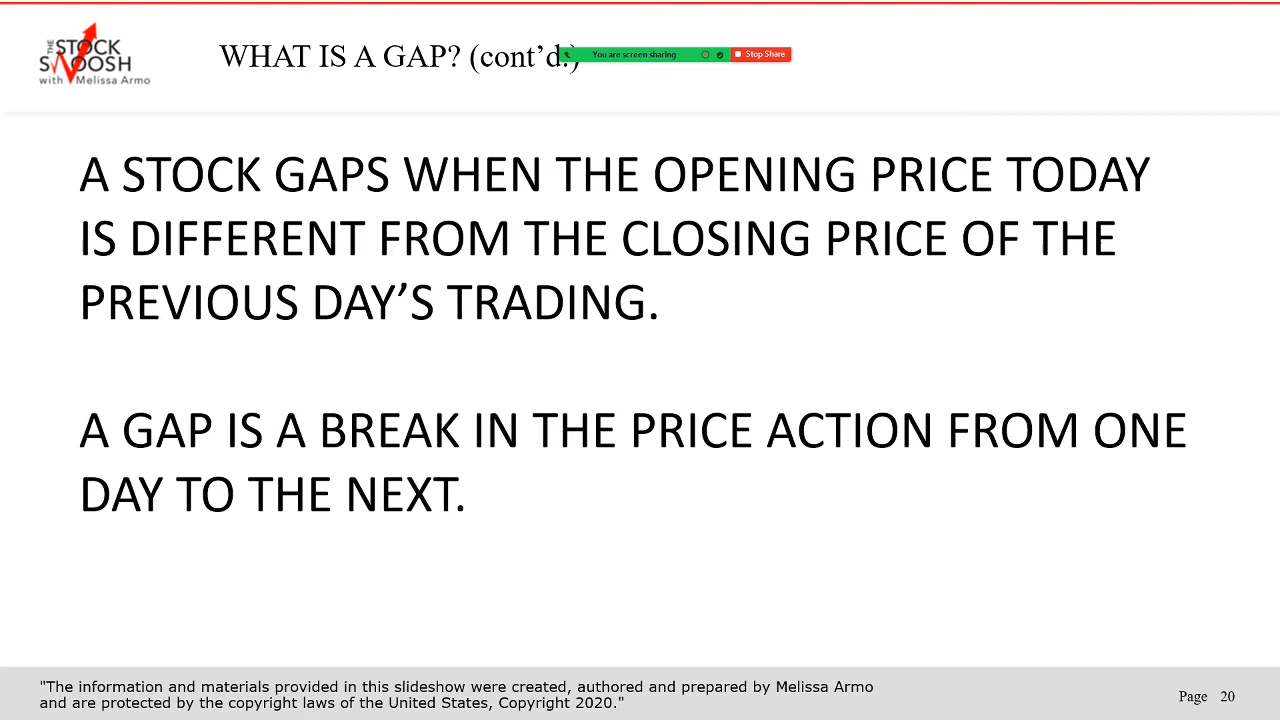 THE STOCK
SWOOSH
with Melissa Armo
WHAT IS A GAP? (cont’d.)
You are screen sharing
Stop Share
A STOCK GAPS WHEN THE OPENING PRICE TODAY
IS DIFFERENT FROM THE CLOSING PRICE OF THE
PREVIOUS DAY’S TRADING.
A GAP IS A BREAK IN THE PRICE ACTION FROM ONE
DAY TO THE NEXT.
"The information and materials provided in this slideshow were created, authored and prepared by Melissa Armo
and are protected by the copyright laws of the United States, Copyright 2020."
Page 20